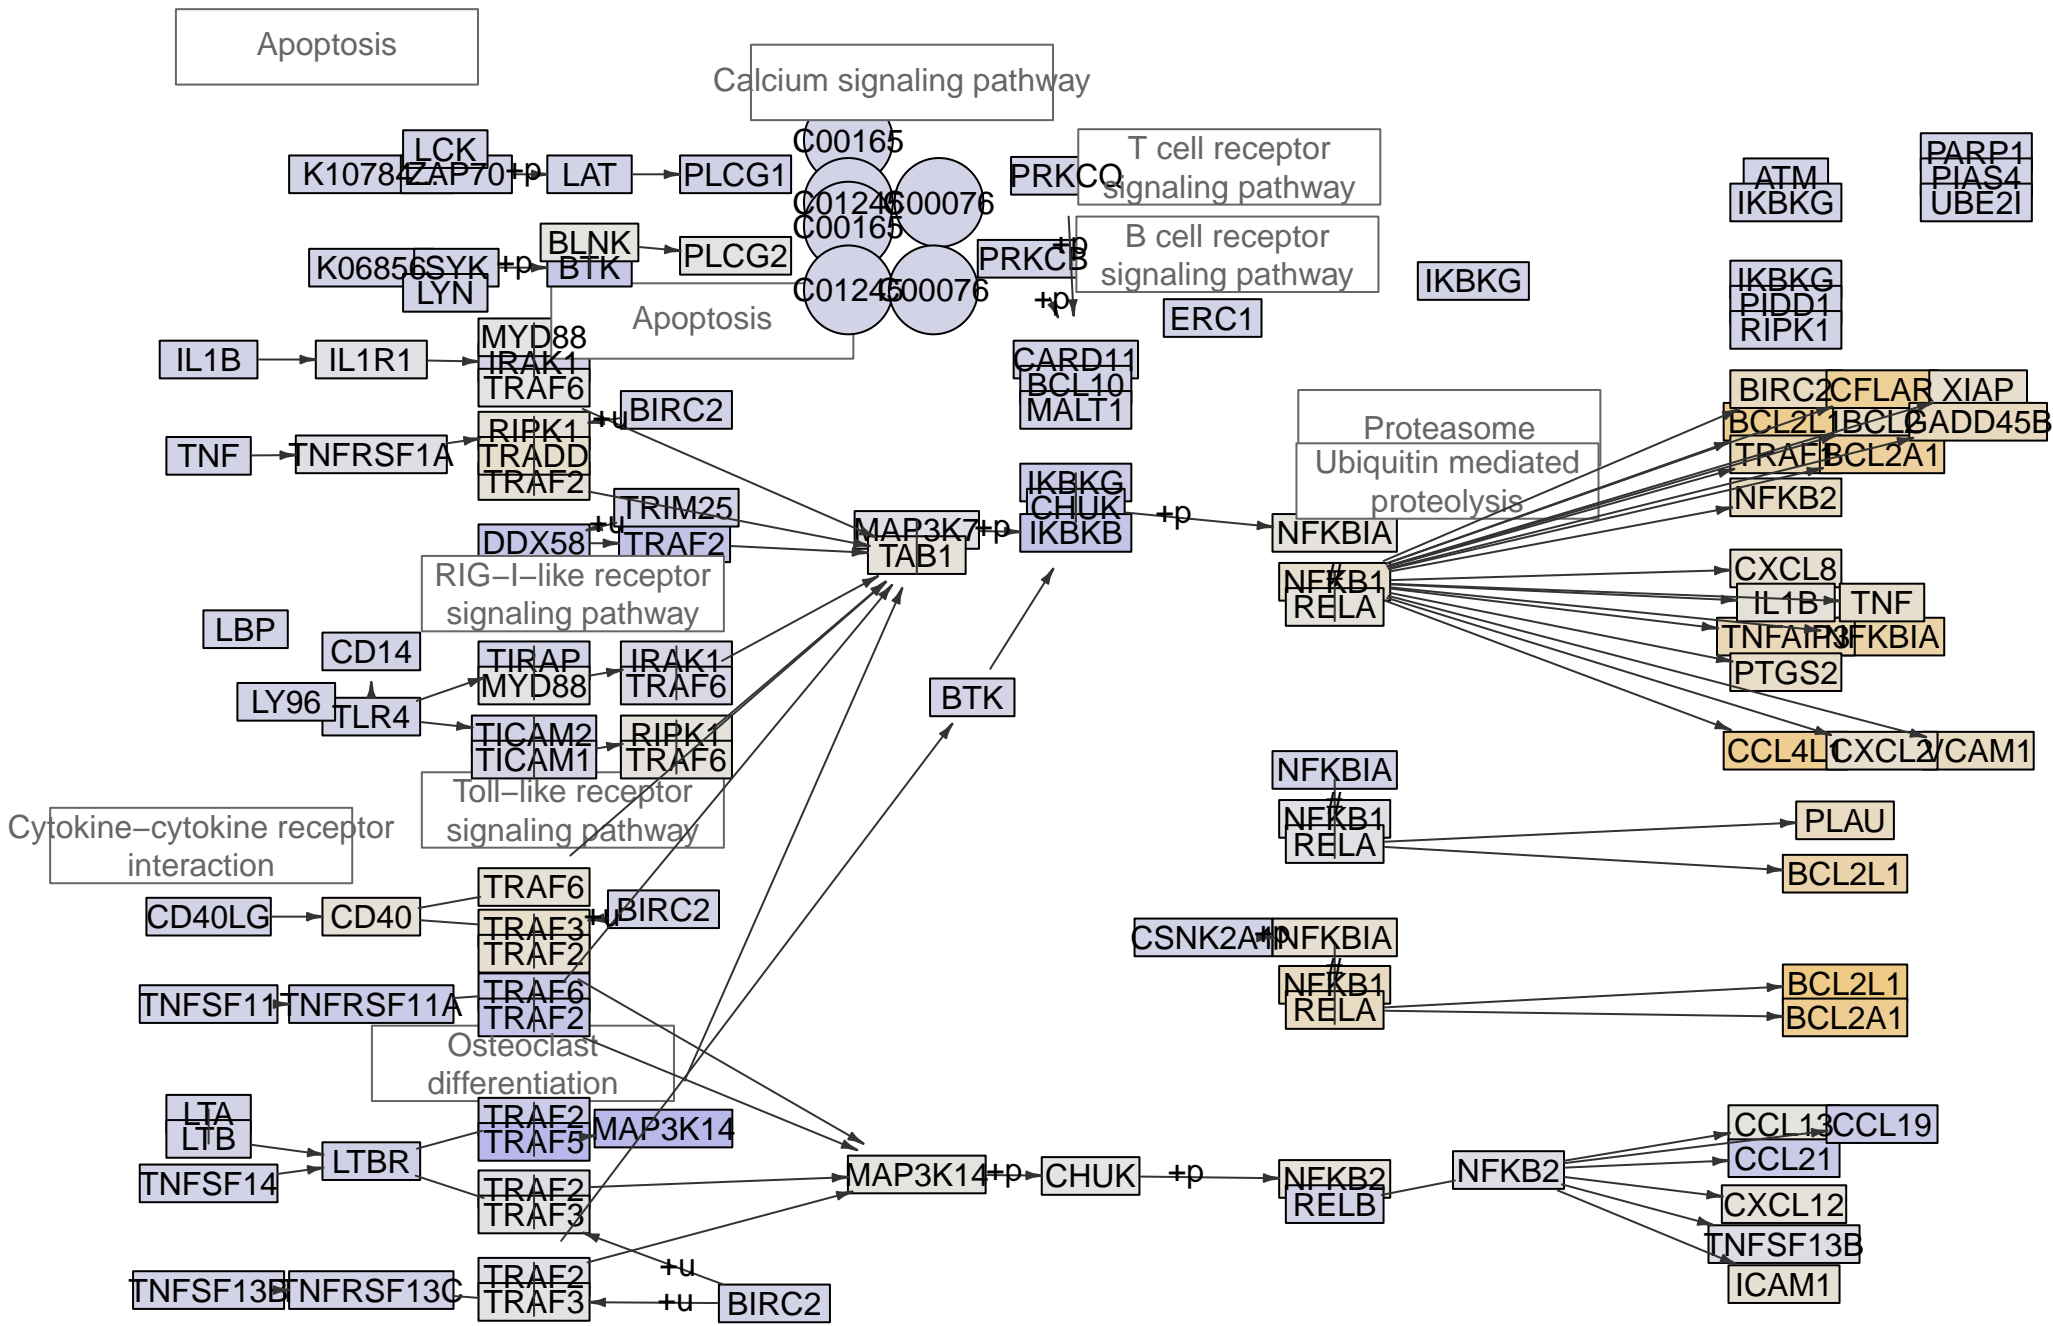 Apoptosis
Calcium signaling pathway
LCK
K10784
ZAP70
+p
LAT
PLCG1
C00165
C01245
C00076
C00165
C01245
C00076
PRKCQ
T cell receptor
signaling pathway
ATM
IKBKG
PARP1
PIAS4
UBE2I
BLNK
BTK
PLCG2
K06856
SYK
LYN
+p
PRKCB
+p
+p
B cell receptor
signaling pathway
IKBKG
ERC1
IKBKG
PIDD1
RIPK1
Apoptosis
IL1B
IL1R1
MYD88
IRAK1
TRAF6
CARD11
BCL10
MALT1
BIRC2
CFLAR
XIAP
BCL2L1
BCL2
GADD45B
TRAF1
BCL2A1
NFKB2
TNF
TNFRSF1A
RIPK1
TRADD
TRAF2
+u
BIRC2
Proteasome
Ubiquitin mediated
proteolysis
TRIM25
+u
DDX58
TRAF2
MAP3K7
TAB1
+p
IKBKG
CHUK
IKBKB
+p
NFKBIA
NFKB1
RELA
RIG−I−like receptor
signaling pathway
CXCL8
IL1B
TNF
TNFAIP3
NFKBIA
PTGS2
LBP
CD14
LY96
TLR4
TIRAP
MYD88
IRAK1
TRAF6
TICAM2
TICAM1
RIPK1
TRAF6
BTK
CCL4L1
CXCL2
VCAM1
Toll−like receptor
signaling pathway
NFKBIA
NFKB1
RELA
PLAU
BCL2L1
Cytokine−cytokine receptor
interaction
CD40LG
CD40
TRAF6
TRAF3
TRAF2
+u
BIRC2
CSNK2A1
+p
NFKBIA
NFKB1
RELA
BCL2L1
BCL2A1
TNFSF11
TNFRSF11A
TRAF6
TRAF2
Osteoclast
differentiation
LTA
LTB
TNFSF14
LTBR
TRAF2
TRAF5
MAP3K14
TRAF2
TRAF3
MAP3K14
+p
CHUK
+p
NFKB2
RELB
NFKB2
CCL13
CCL19
CCL21
CXCL12
TNFSF13B
ICAM1
TNFSF13B
TNFRSF13C
TRAF2
TRAF3
+u
+u
BIRC2